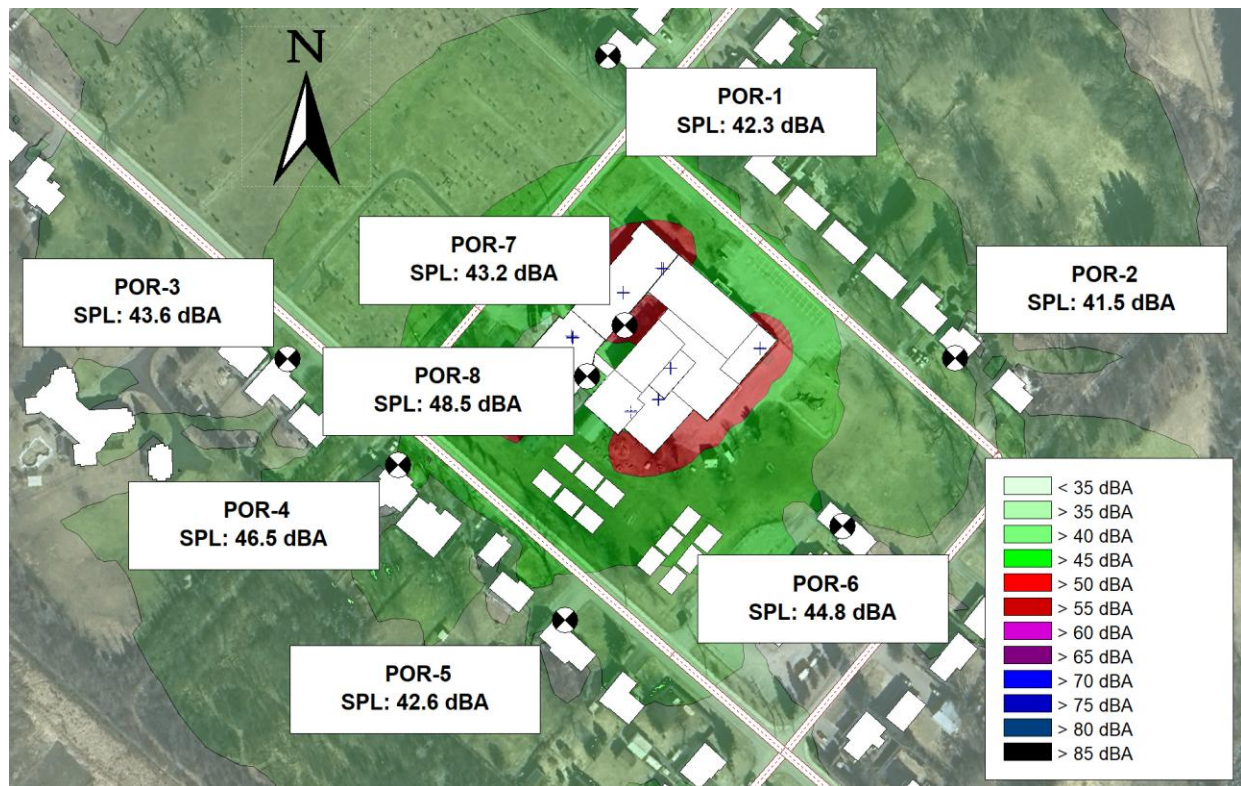 N
POR-1
SPL: 42.3 dBA
POR-7
SPL: 43.2 dBA
POR-3
SPL: 43.6 dBA
POR-2
SPL: 41.5 dBA
POR-8
SPL: 48.5 dBA
POR-4
SPL: 46.5 dBA
POR-6
SPL: 44.8 dBA
POR-5
SPL: 42.6 dBA
< 35 dBA
> 35 dBA
> 40 dBA
> 45 dBA
> 50 dBA
> 55 dBA
> 60 dBA
> 65 dBA
> 70 dBA
> 75 dBA
> 80 dBA
> 85 dBA